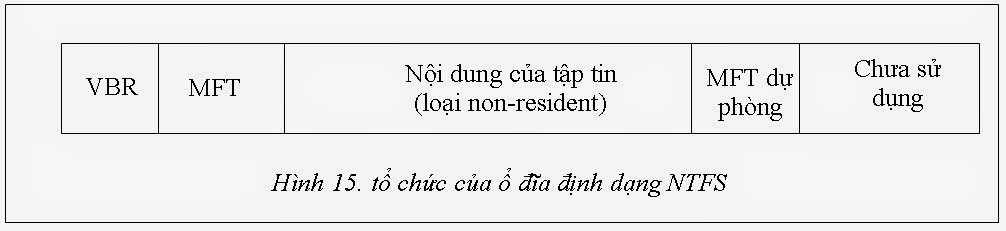 VBR
MFT
Nội dung của tập tin
(loại non-resident)
MFT dự
phòng
Chưa sử
dụng
Hình 15. tổ chức của ổ đĩa định dạng NTFS